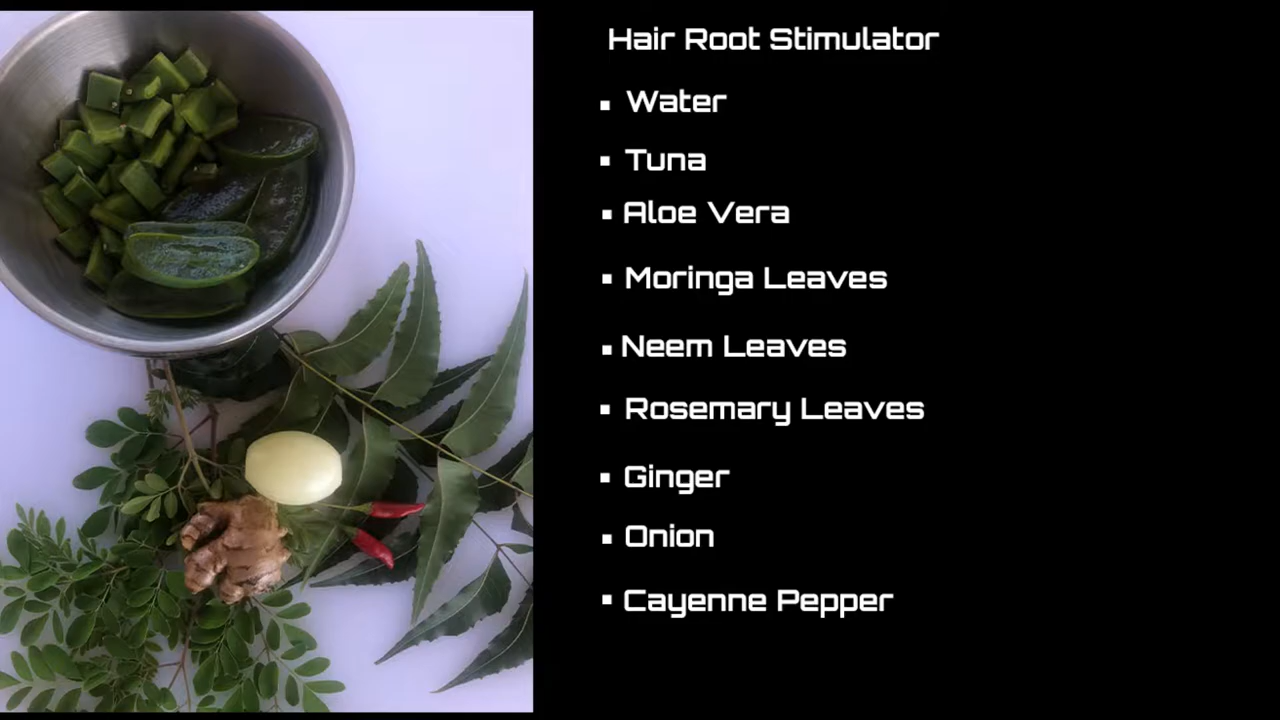 Hair Root Stimulator
▪ Water
▪ Tuna
▪ Aloe Vera
▪ Moringa Leaves
▪ Neem Leaves
▪ Rosemary Leaves
▪ Ginger
▪ Onion
▪ Cayenne Pepper